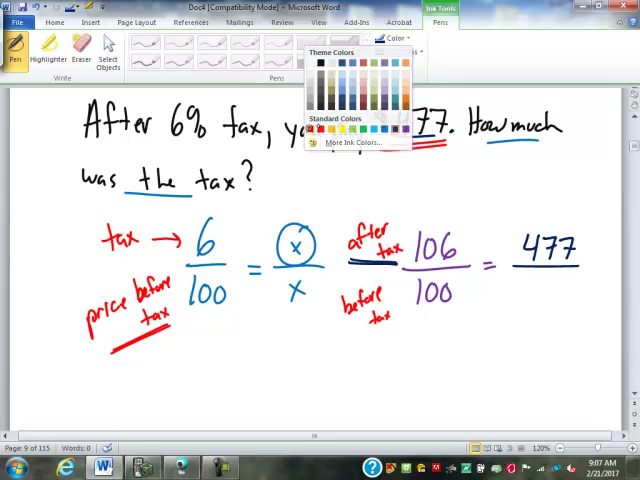 Doc4 [Compatibility Mode] - Microsoft Word
Ink Tools
File Home Insert Page Layout References Mailings Review View Add-Ins Acrobat Pens
Pen Highlighter Eraser Select Objects
Color
Write
Pens
Theme Colors
Standard Colors
More Ink Colors...
After 6% tax, 77. How much
was the tax?
tax → 6 x after tax 106 477
100 = x before tax 100 =
price before tax
Page: 9 of 115 Words: 0 120%
9:07 AM
2/21/2017